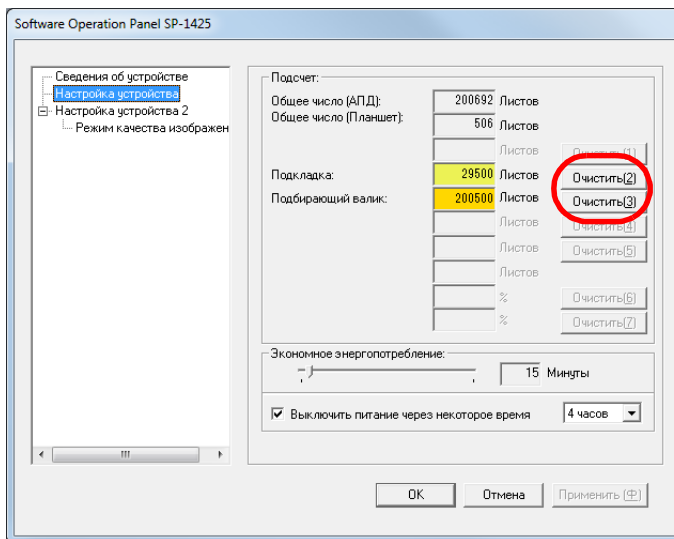 Software Operation Panel SP-1425
Сведения об устройстве
Настройка устройства
Настройка устройства 2
Режим качества изображен
Подсчет:
Общее число (АПД): 200692 Листов
Общее число (Планшет): 506 Листов
Листов Очистить(1)
Подкладка: 29500 Листов Очистить(2)
Подбирающий валик: 200500 Листов Очистить(3)
Листов Очистить(4)
Листов Очистить(5)
Листов
% Очистить(6)
% Очистить(7)
Экономное энергопотребление:
15 Минуты
Выключить питание через некоторое время 4 часов
OK Отмена Применить (Ф)